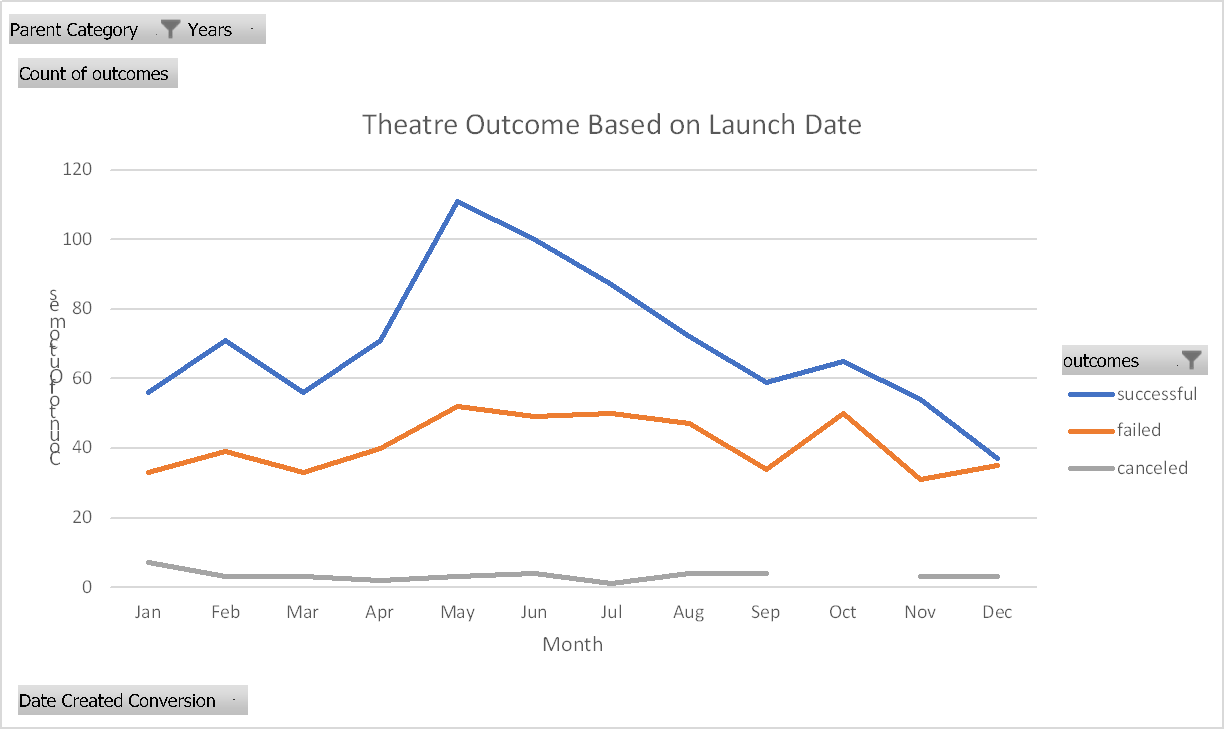 Parent Category Years
Count of outcomes
Theatre Outcome Based on Launch Date
120
100
80
60
40
20
0
Count of Outcomes
Jan Feb Mar Apr May Jun Jul Aug Sep Oct Nov Dec
Month
outcomes
successful
failed
canceled
Date Created Conversion